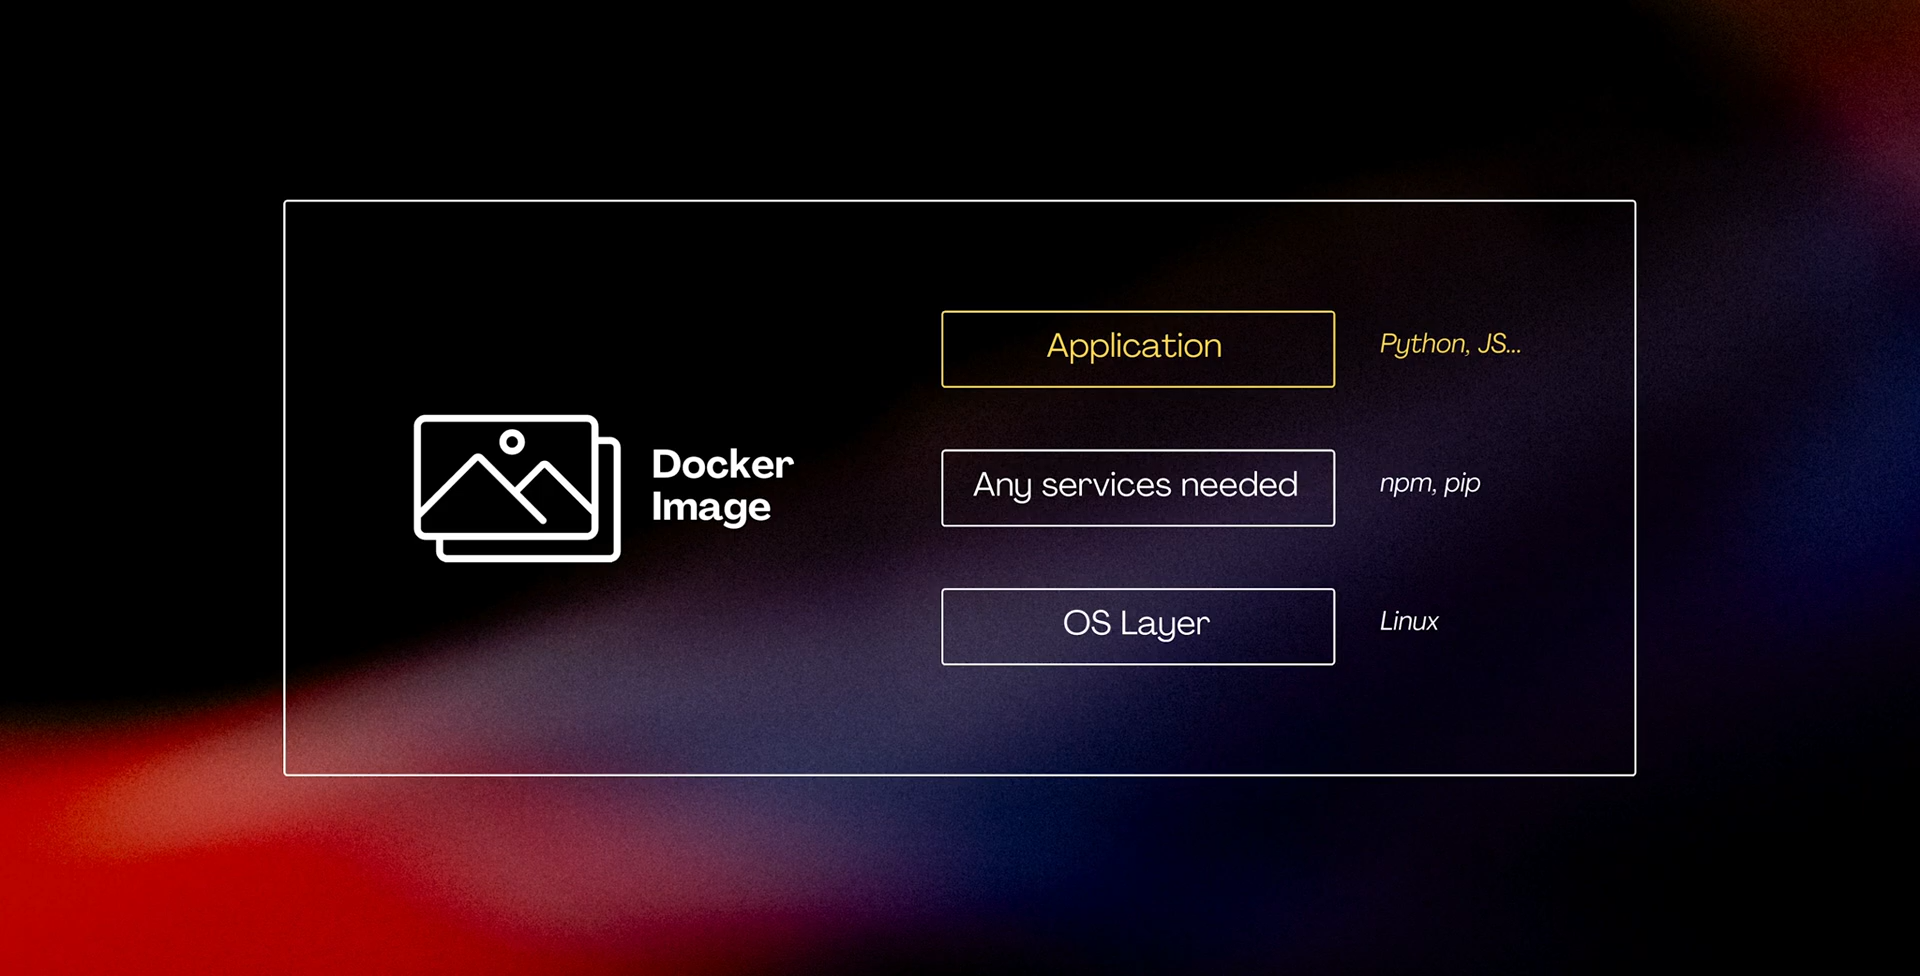 Docker
Image
Application
Python, JS...
Any services needed
npm, pip
OS Layer
Linux